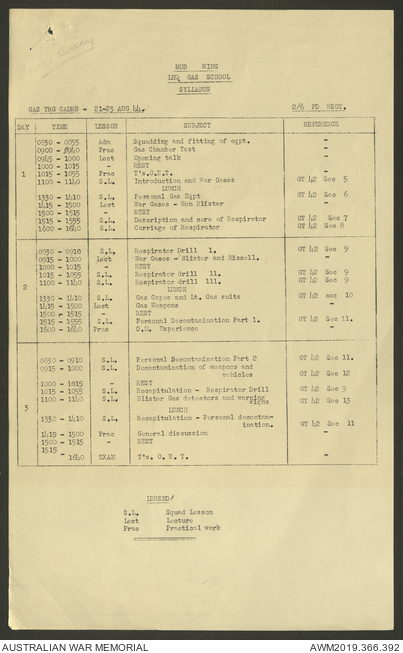 MOB WING
LHQ GAS SCHOOL
SYLLABUS
GAS TRG CADRE - 21-23 AUG 44. 2/6 FD REGT.
DAY TIME LESSON SUBJECT REFERENCE
1
0830 - 0855 Adm Squadding and fitting of eqpt. -
0900 - 0940 Prac Gas Chamber Test -
0945 - 1000 Lect Opening talk -
1000 - 1015 - REST
1015 - 1055 Prac T's.O.E.T. -
1100 - 1140 S.L. Introduction and War Gases GT 42 Sec 5
LUNCH
1330 - 1410 S.L. Personal Gas Eqpt GT 42 Sec 6
1415 - 1500 Lect War Gases - Non Blister -
1500 - 1515 - REST
1515 - 1555 S.L. Description and care of Respirator GT 42 Sec 7
1600 - 1640 S.L. Carriage of Respirator GT 42 Sec 8
2
0830 - 0910 S.L. Respirator Drill 1. GT 42 Sec 9
0915 - 1000 Lect War Gases - Blister and Miscell. -
1000 - 1015 - REST
1015 - 1055 S.L. Respirator drill 11. GT 42 Sec 9
1100 - 1140 S.L. Respirator drill 111. GT 42 Sec 9
LUNCH
1330 - 1410 S.L. Gas Capes and Lt. Gas suits GT 42 sec 10
1415 - 1500 Lect Gas Weapons -
1500 - 1515 - REST
1515 - 1555 S.L. Personal Decontamination Part 1. GT 42 Sec 11.
1600 - 1640 Prac D.M. Experience -
3
0830 - 0910 S.L. Personal Decontamination Part 2 GT 42 Sec 11.
0915 - 1000 S.L. Decontamination of weapons and
vehicles GT 42 Sec 12
1000 - 1015 - REST
1015 - 1055 S.L. Recapitulation - Respirator Drill GT 42 Sec 9
1100 - 1140 S.L. Blister Gas detectors and warning
signs GT 42 Sec 13
LUNCH
1330 - 1410 S.L. Recapitulation - Personal decontam-
ination. GT 42 Sec 11
1415 - 1500 Prac General discussion -
1500 - 1515 - REST
1515 -
1640 EXAM T's. O. E. T. -
LEGEND/
S.L. Squad Lesson
Lect Lecture
Prac Practical work
AUSTRALIAN WAR MEMORIAL AWM2019.366.392